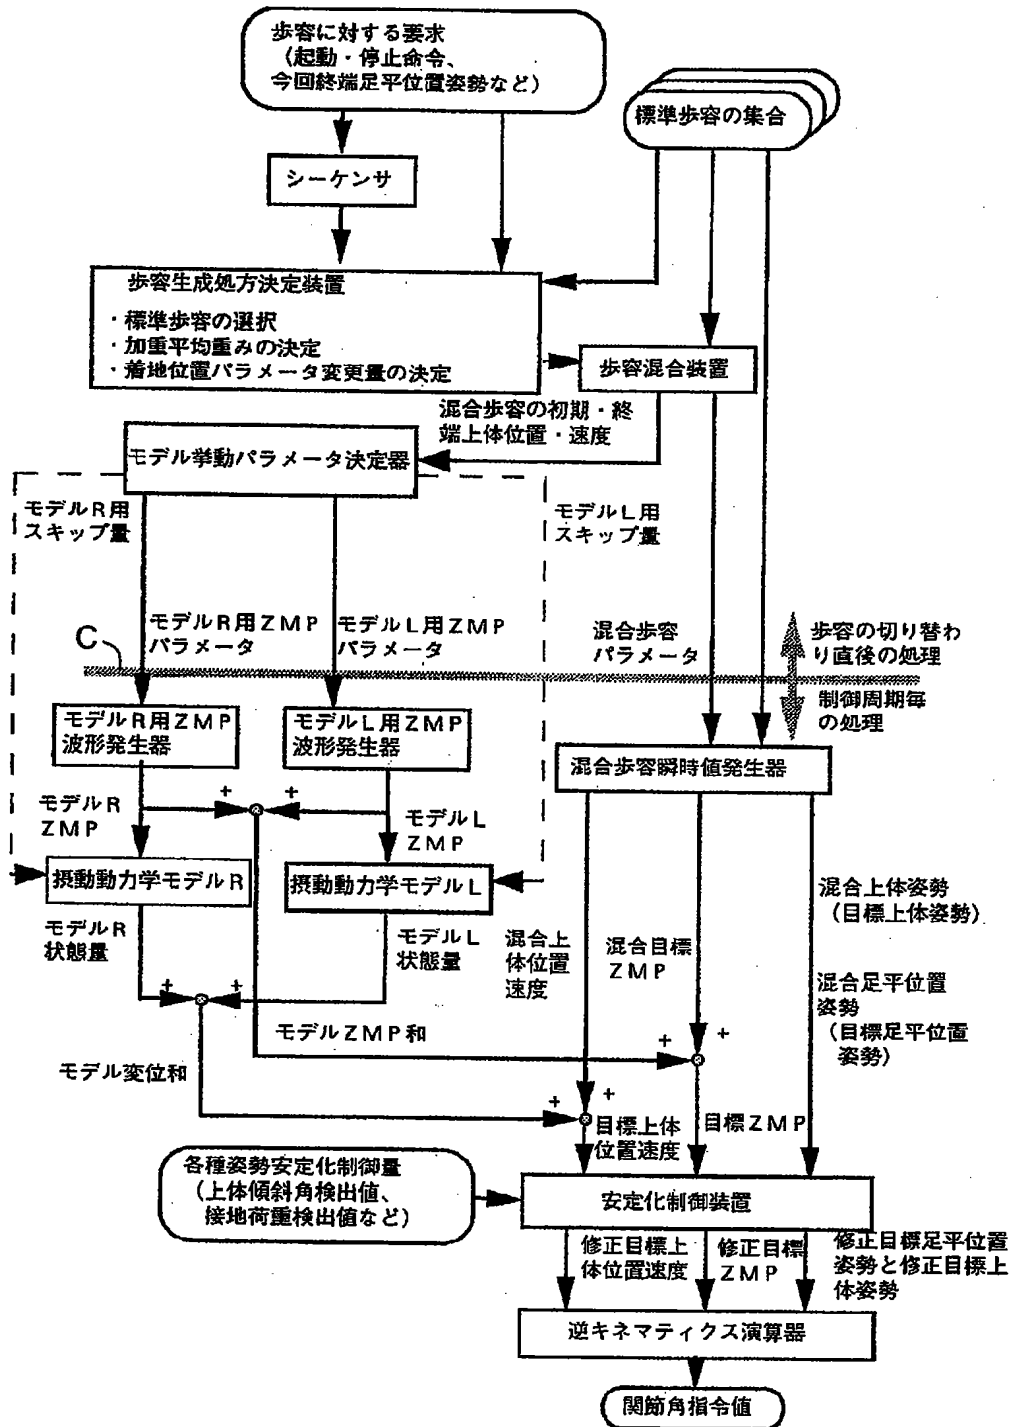 歩容に対する要求
（起動・停止命令、
今回終端足平位置姿勢など）
標準歩容の集合
シーケンサ
歩容生成処方決定装置
・標準歩容の選択
・加重平均重みの決定
・着地位置パラメータ変更量の決定
歩容混合装置
混合歩容の初期・終
端上体位置・速度
モデル挙動パラメータ決定器
モデルR用
スキップ量
モデルL用
スキップ量
モデルR用ZMP
パラメータ
モデルL用ZMP
パラメータ
混合歩容
パラメータ
歩容の切り替わ
り直後の処理
C
制御周期毎
の処理
モデルR用ZMP
波形発生器
モデルL用ZMP
波形発生器
混合歩容瞬時値発生器
+
+
モデルR
ZMP
モデルL
ZMP
摂動動力学モデルR
摂動動力学モデルL
混合上体姿勢
（目標上体姿勢）
モデルR
状態量
モデルL
状態量
混合上
体位置
速度
混合目標
ZMP
混合足平位置
姿勢
（目標足平位置
姿勢）
+
+
モデルZMP和
+
+
モデル変位和
+
+
目標上体
位置速度
目標ZMP
各種姿勢安定化制御量
（上体傾斜角検出値、
接地荷重検出値など）
安定化制御装置
修正目標上
体位置速度
修正目標
ZMP
修正目標足平位置
姿勢と修正目標上
体姿勢
逆キネマティクス演算器
関節角指令値